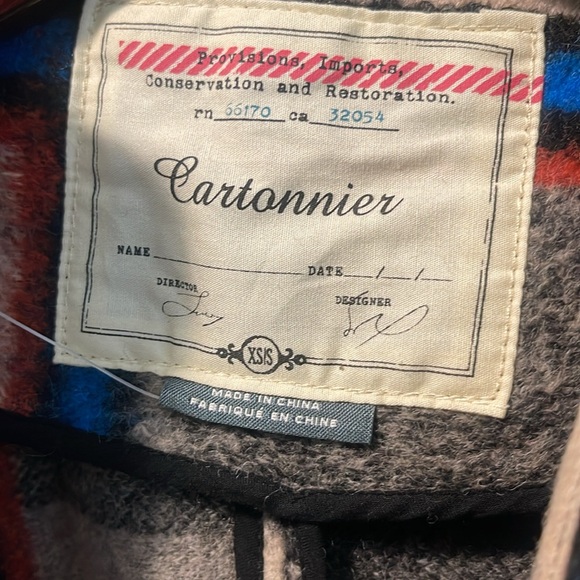 Provisions, Imports,
Conservation and Restoration.
rn 66170 ca 32054
Cartonnier
NAME
DATE / /
DIRECTOR
DESIGNER
XS/S
MADE IN CHINA
FABRIQUÉ EN CHINE